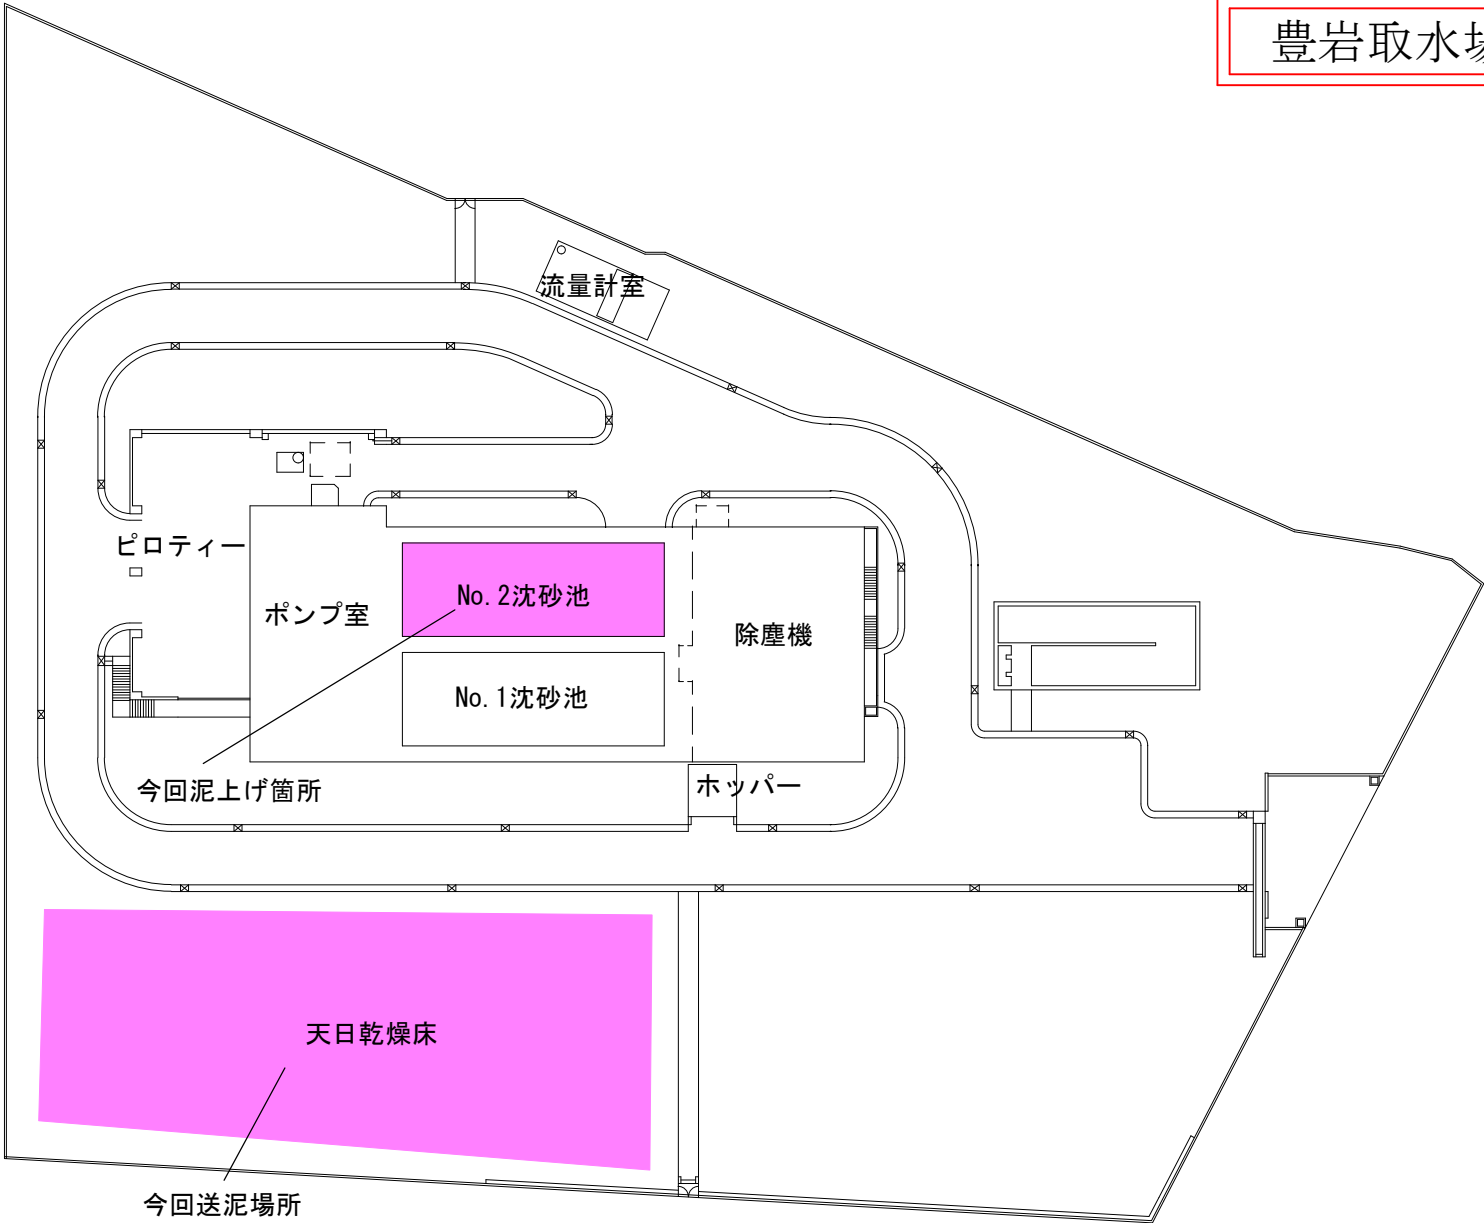 豊岩取水場
流量計室
ピロティー
No.2沈砂池
ポンプ室
除塵機
No.1沈砂池
今回泥上げ箇所
ホッパー
天日乾燥床
今回送泥場所